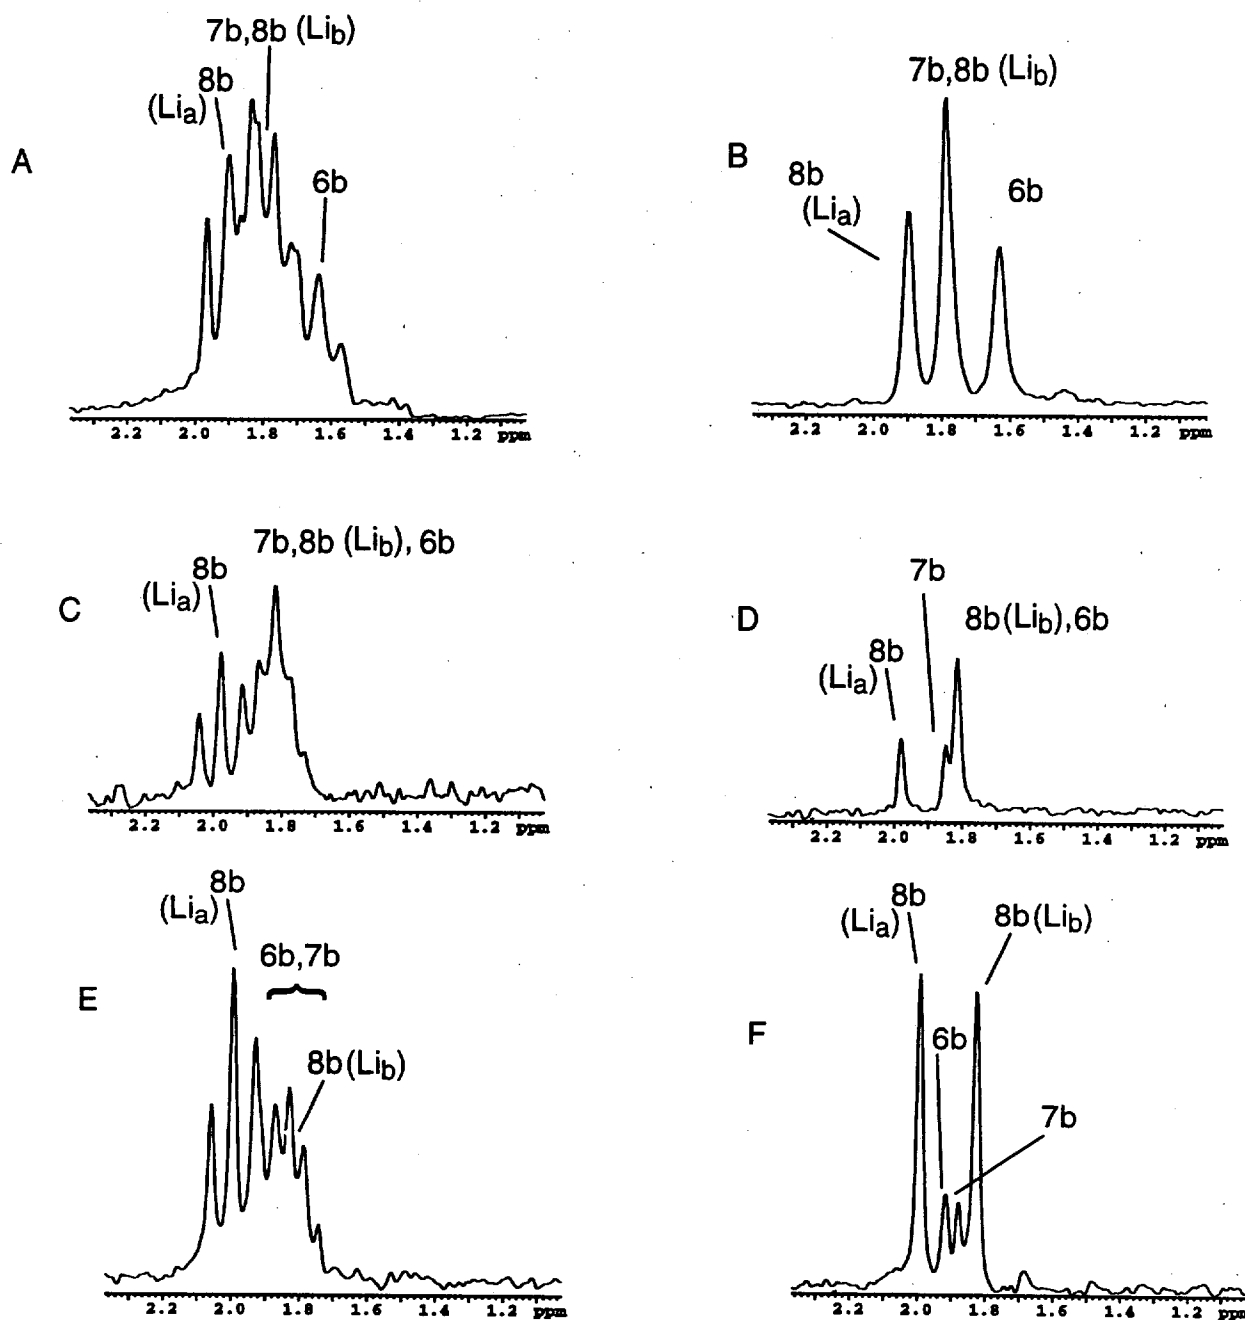 7b,8b (Lib)
8b
(Lia)
A
6b
2.2 2.0 1.8 1.6 1.4 1.2 ppm
7b,8b (Lib)
B
8b
(Lia)
6b
2.2 2.0 1.8 1.6 1.4 1.2 ppm
7b,8b (Lib), 6b
8b
(Lia)
C
2.2 2.0 1.8 1.6 1.4 1.2 ppm
7b
D
8b(Lib),6b
8b
(Lia)
2.2 2.0 1.8 1.6 1.4 1.2 ppm
8b
(Lia)
6b,7b
E
8b(Lib)
2.2 2.0 1.8 1.6 1.4 1.2 ppm
8b
(Lia)
8b(Lib)
F
6b
7b
2.2 2.0 1.8 1.6 1.4 1.2 ppm